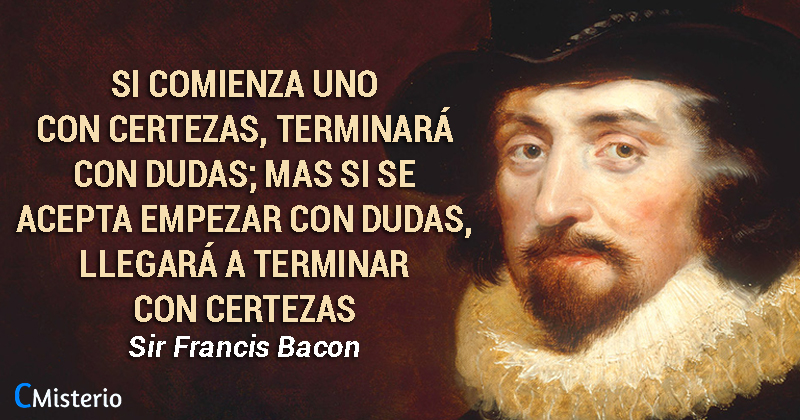 SI COMIENZA UNO
CON CERTEZAS, TERMINARÁ
CON DUDAS; MAS SI SE
ACEPTA EMPEZAR CON DUDAS,
LLEGARÁ A TERMINAR
CON CERTEZAS
Sir Francis Bacon
CMisterio